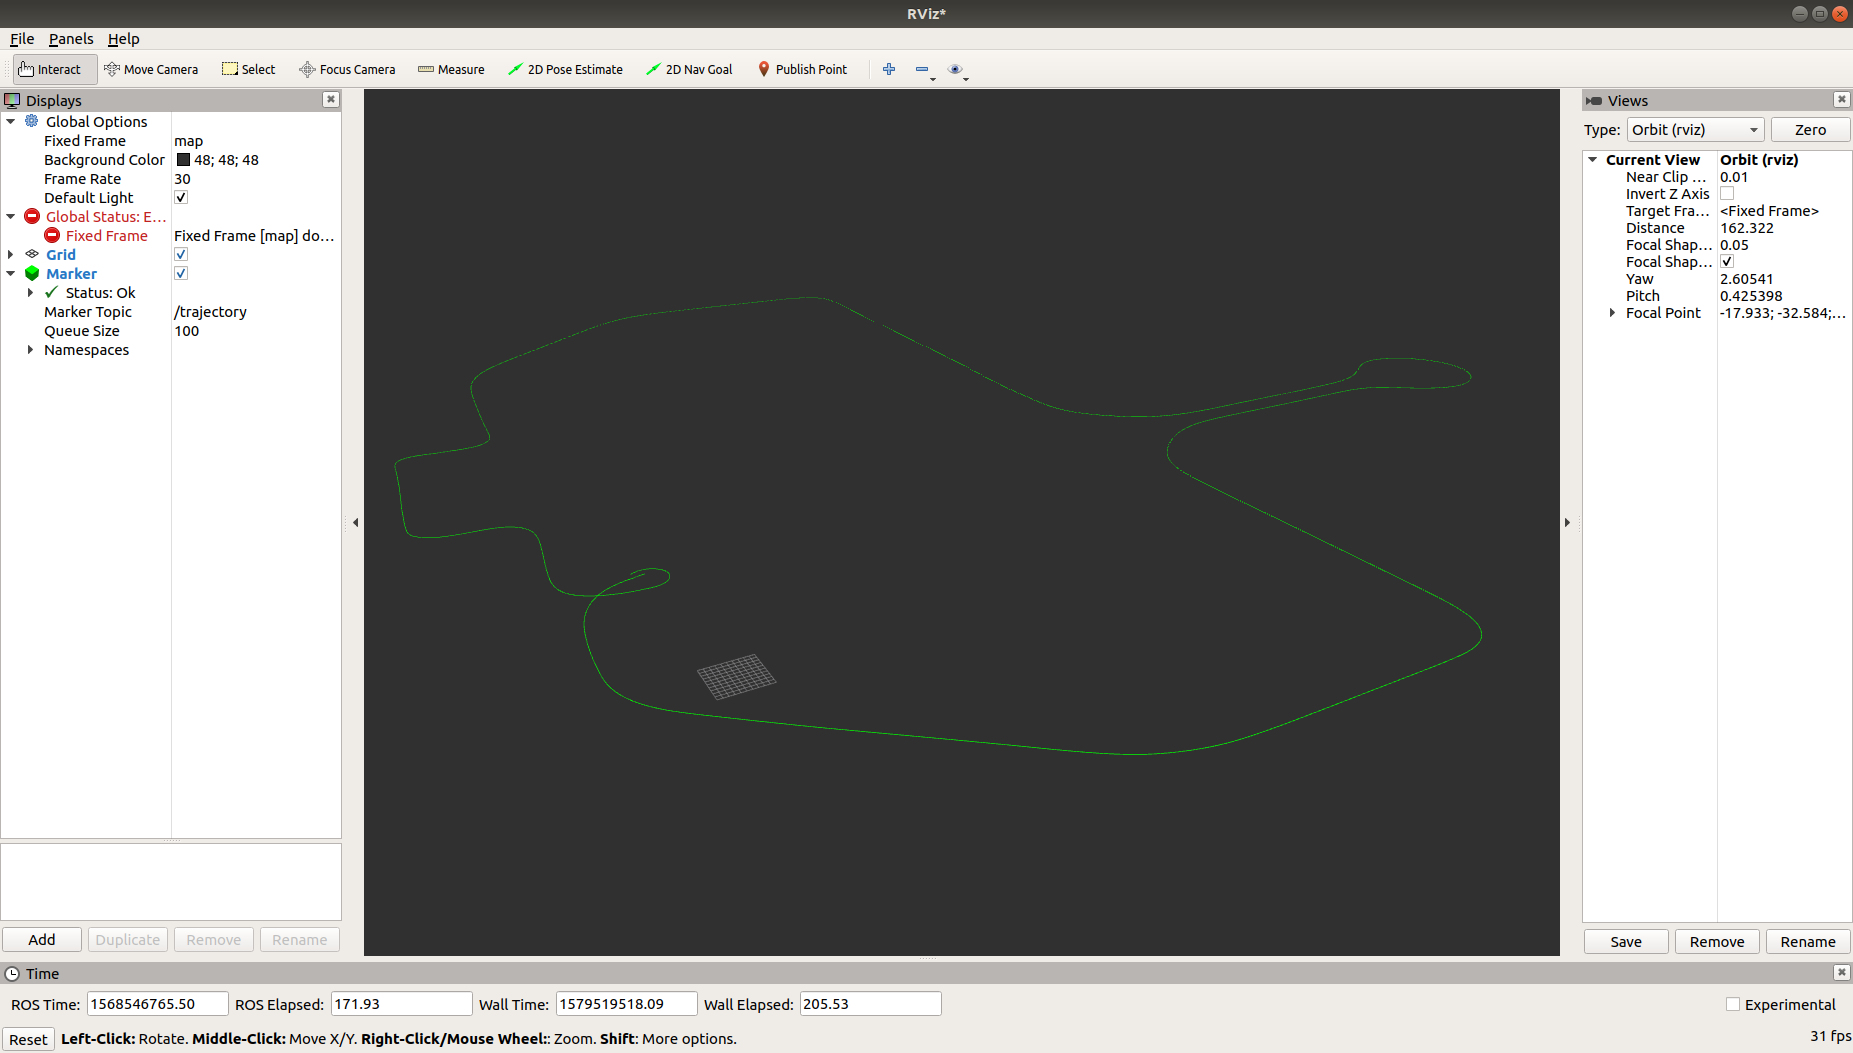 RViz*
File Panels Help
Interact Move Camera Select Focus Camera Measure 2D Pose Estimate 2D Nav Goal Publish Point
Displays
Global Options
Fixed Frame map
Background Color 48; 48; 48
Frame Rate 30
Default Light
Global Status: E...
Fixed Frame Fixed Frame [map] do...
Grid
Marker
Status: Ok
Marker Topic /trajectory
Queue Size 100
Namespaces
Add Duplicate Remove Rename
Views
Type: Orbit (rviz) Zero
Current View Orbit (rviz)
Near Clip ... 0.01
Invert Z Axis
Target Fra... <Fixed Frame>
Distance 162.322
Focal Shap... 0.05
Focal Shap...
Yaw 2.60541
Pitch 0.425398
Focal Point -17.933; -32.584;...
Save Remove Rename
Time
ROS Time: 1568546765.50 ROS Elapsed: 171.93 Wall Time: 1579519518.09 Wall Elapsed: 205.53 Experimental
Reset Left-Click: Rotate. Middle-Click: Move X/Y. Right-Click/Mouse Wheel:: Zoom. Shift: More options. 31 fps